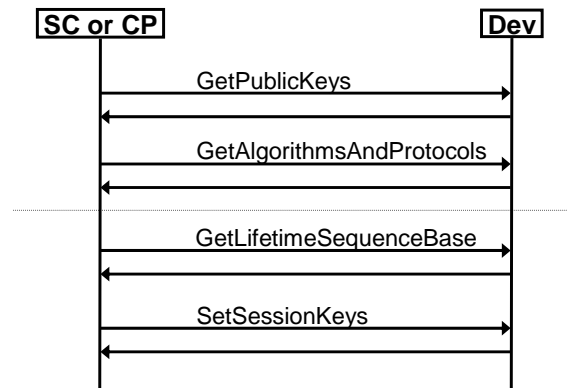 SC or CP
Dev
GetPublicKeys
GetAlgorithmsAndProtocols
GetLifetimeSequenceBase
SetSessionKeys